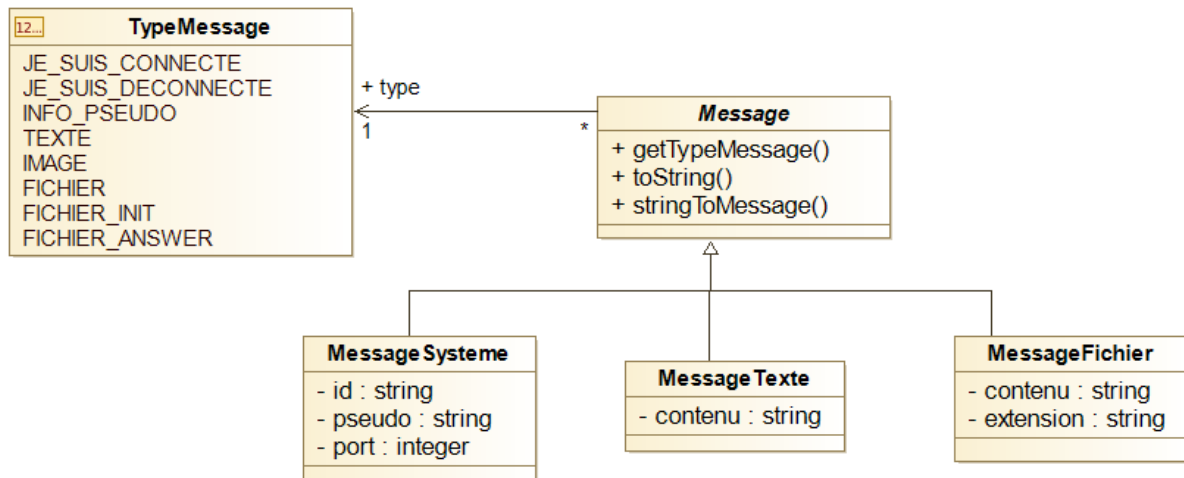 12... TypeMessage
JE_SUIS_CONNECTE
JE_SUIS_DECONNECTE
INFO_PSEUDO
TEXTE
IMAGE
FICHIER
FICHIER_INIT
FICHIER_ANSWER
+ type
1
*
Message
+ getTypeMessage()
+ toString()
+ stringToMessage()
MessageSysteme
- id : string
- pseudo : string
- port : integer
MessageTexte
- contenu : string
MessageFichier
- contenu : string
- extension : string